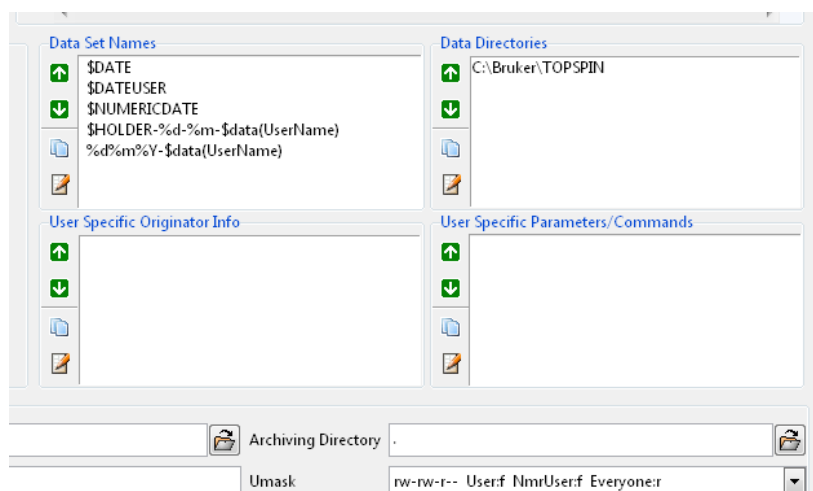 Data Set Names
$DATE
$DATEUSER
$NUMERICDATE
$HOLDER-%d-%m-$data(UserName)
%d%m%Y-$data(UserName)
Data Directories
C:\Bruker\TOPSPIN
User Specific Originator Info
User Specific Parameters/Commands
Archiving Directory .
Umask rw-rw-r-- User:f NmrUser:f Everyone:r